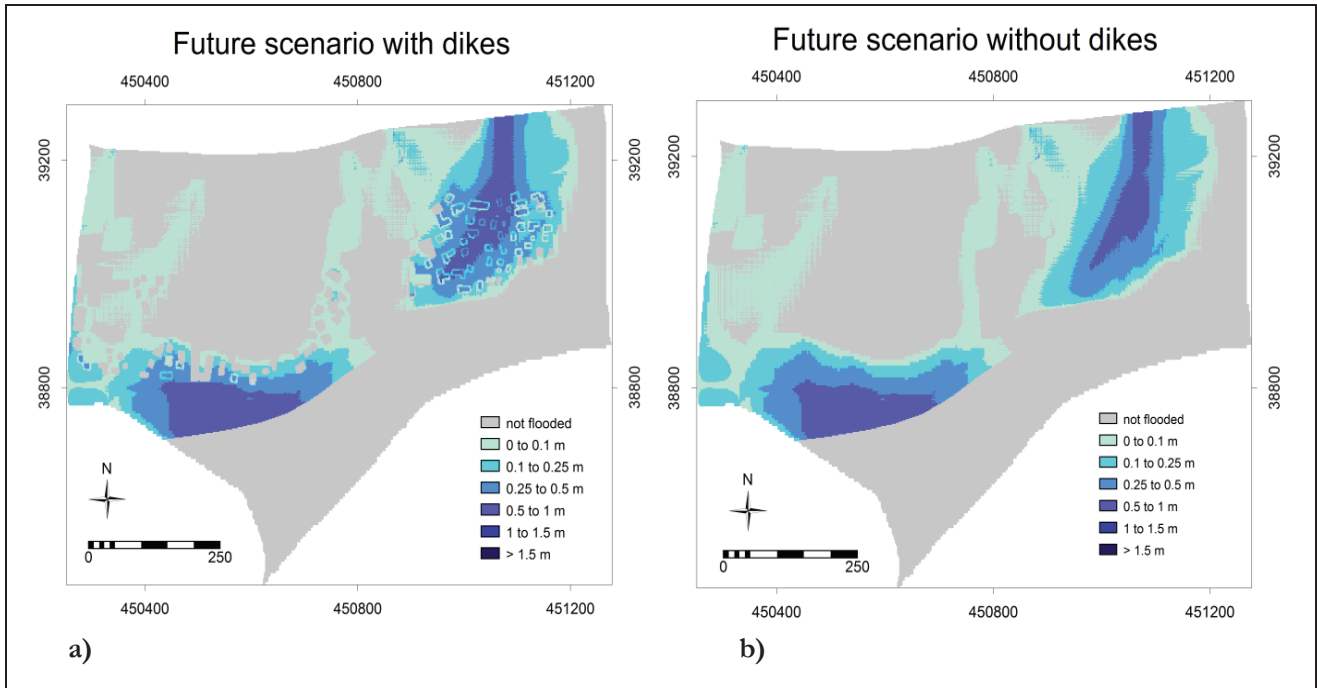 Future scenario with dikes
450400 450800 451200
39200 39200
38800 38800
not flooded
0 to 0.1 m
0.1 to 0.25 m
0.25 to 0.5 m
0.5 to 1 m
1 to 1.5 m
> 1.5 m
N
0 250
450400 450800 451200
a)
Future scenario without dikes
450400 450800 451200
39200 39200
38800 38800
not flooded
0 to 0.1 m
0.1 to 0.25 m
0.25 to 0.5 m
0.5 to 1 m
1 to 1.5 m
> 1.5 m
N
0 250
450400 450800 451200
b)